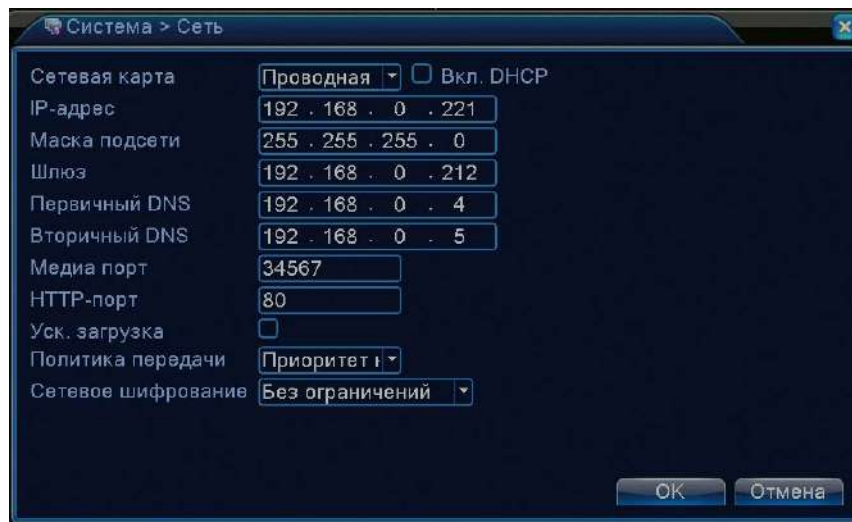 Система > Сеть
Сетевая карта Проводная Вкл. DHCP
IP-адрес 192 . 168 . 0 . 221
Маска подсети 255 . 255 . 255 . 0
Шлюз 192 . 168 . 0 . 212
Первичный DNS 192 . 168 . 0 . 4
Вторичный DNS 192 . 168 . 0 . 5
Медиа порт 34567
HTTP-порт 80
Уск. загрузка
Политика передачи Приоритет
Сетевое шифрование Без ограничений
OK Отмена